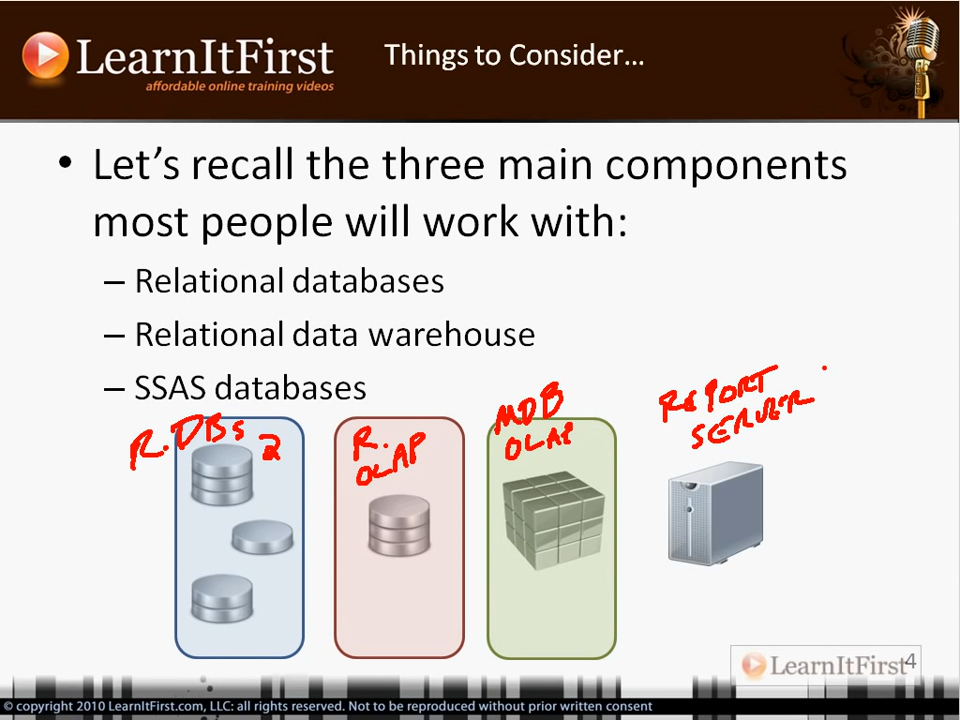 LearnItFirst
affordable online training videos
Things to Consider…
• Let’s recall the three main components
most people will work with:
– Relational databases
– Relational data warehouse
– SSAS databases
R.DBs 2
R.
OLAP
MDB
OLAP
REPORT
SERVER
LearnItFirst
4
© copyright 2010 LearnItFirst.com, LLC: all rights reserved. Not to be reproduced without prior written consent